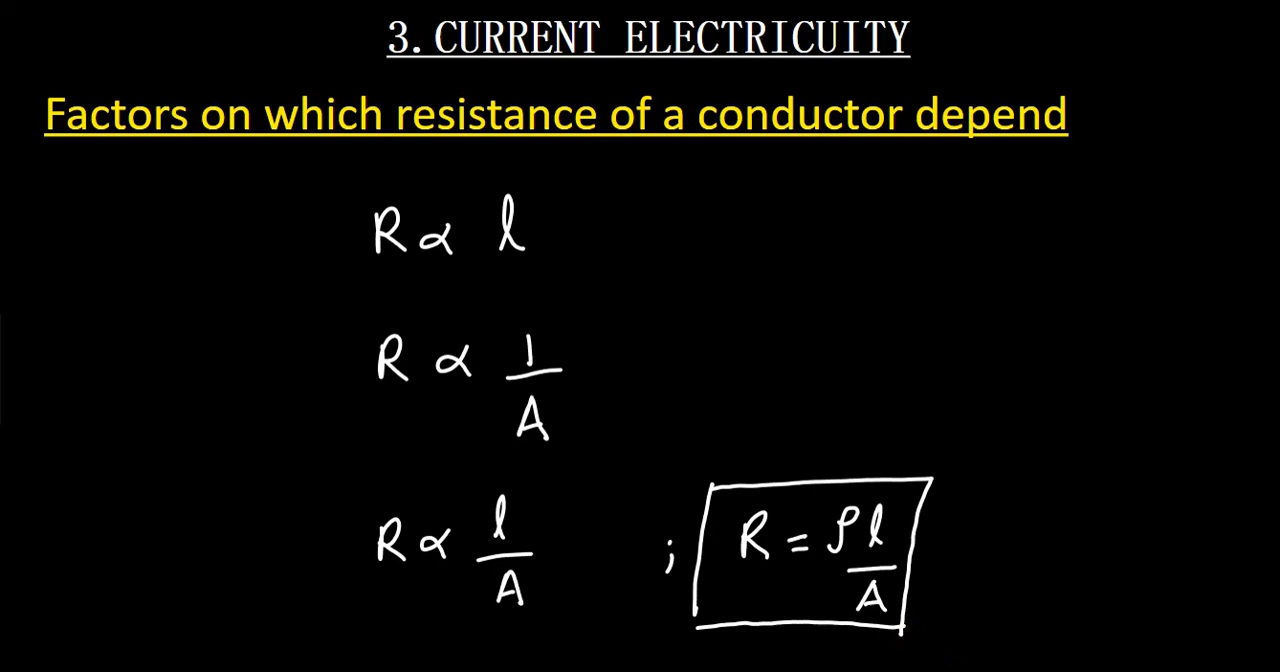 3. CURRENT ELECTRICUITY
Factors on which resistance of a conductor depend
R ∝ l
R ∝ 1/A
R ∝ l/A ; R = ρl/A